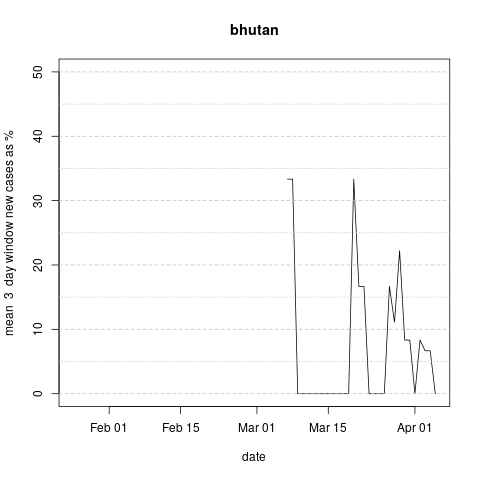 bhutan
mean  3  day window new cases as %
50
40
30
20
10
0
Feb 01
Feb 15
Mar 01
Mar 15
Apr 01
date